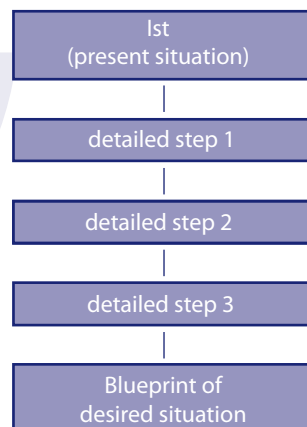 Ist
(present situation)
detailed step 1
detailed step 2
detailed step 3
Blueprint of
desired situation